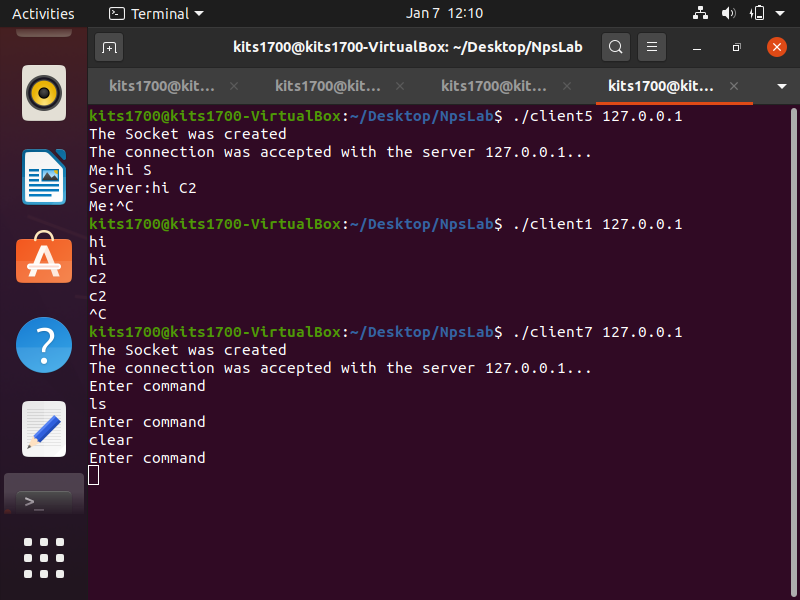 Activities Terminal Jan 7 12:10
kits1700@kits1700-VirtualBox: ~/Desktop/NpsLab
kits1700@kit... kits1700@kit... kits1700@kit... kits1700@kit...
kits1700@kits1700-VirtualBox:~/Desktop/NpsLab$ ./client5 127.0.0.1
The Socket was created
The connection was accepted with the server 127.0.0.1...
Me:hi S
Server:hi C2
Me:^C
kits1700@kits1700-VirtualBox:~/Desktop/NpsLab$ ./client1 127.0.0.1
hi
hi
c2
c2
^C
kits1700@kits1700-VirtualBox:~/Desktop/NpsLab$ ./client7 127.0.0.1
The Socket was created
The connection was accepted with the server 127.0.0.1...
Enter command
ls
Enter command
clear
Enter command